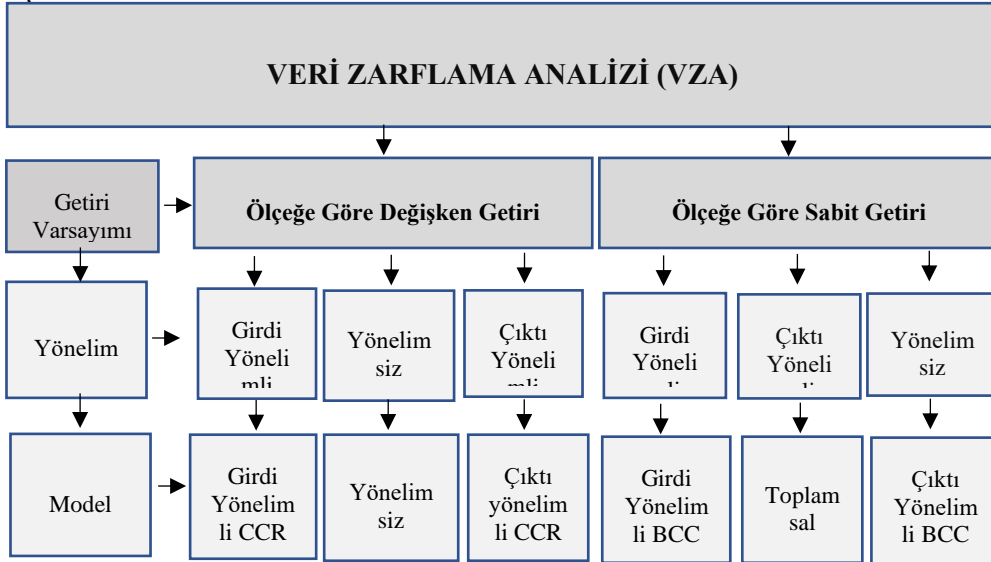 VERİ ZARFLAMA ANALİZİ (VZA)
Getiri
Varsayımı
Ölçeğe Göre Değişken Getiri
Ölçeğe Göre Sabit Getiri
Yönelim
Girdi
Yöneli
mli
Yönelim
siz
Çıktı
Yöneli
mli
Girdi
Yöneli
Çıktı
Yöneli
Yönelim
siz
Model
Girdi
Yönelim
li CCR
Yönelim
siz
Çıktı
yönelim
li CCR
Girdi
Yönelim
li BCC
Toplam
sal
Çıktı
Yönelim
li BCC